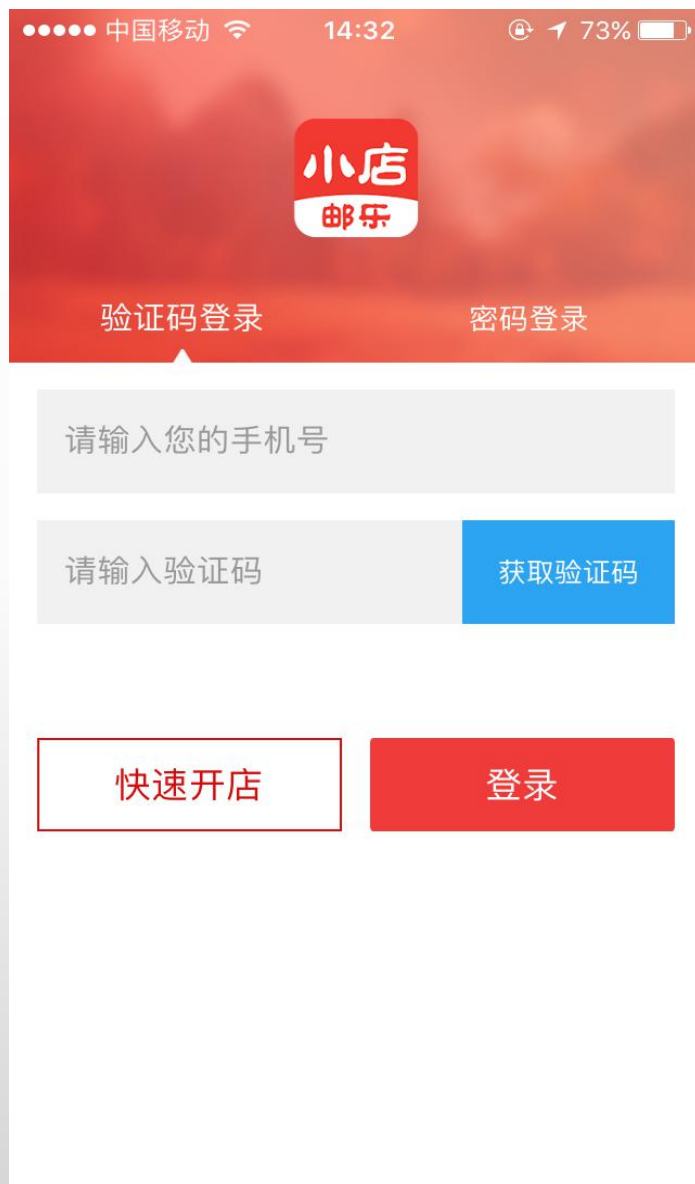 中国移动 14:32 73%
小店
邮乐
验证码登录 密码登录
请输入您的手机号
请输入验证码 获取验证码
快速开店 登录